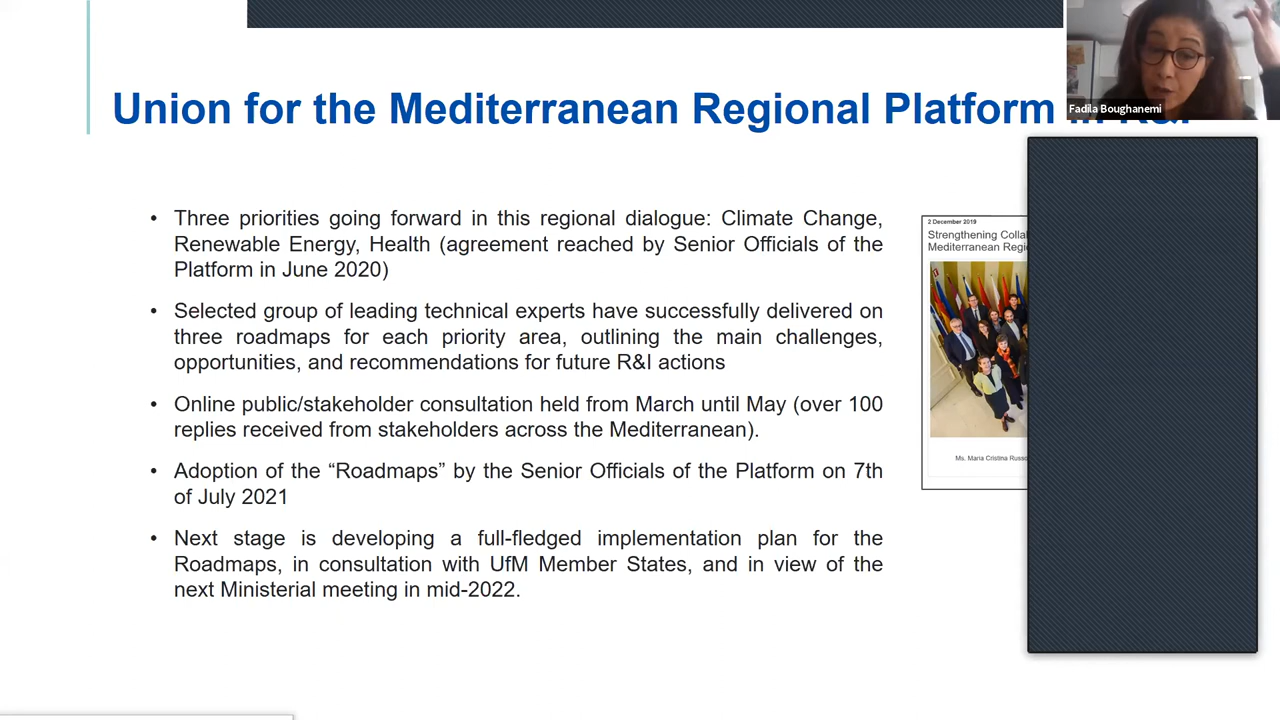 Union for the Mediterranean Regional Platform in R&I
Fadila Boughanemi
• Three priorities going forward in this regional dialogue: Climate Change,
Renewable Energy, Health (agreement reached by Senior Officials of the
Platform in June 2020)
• Selected group of leading technical experts have successfully delivered on
three roadmaps for each priority area, outlining the main challenges,
opportunities, and recommendations for future R&I actions
• Online public/stakeholder consultation held from March until May (over 100
replies received from stakeholders across the Mediterranean).
• Adoption of the “Roadmaps” by the Senior Officials of the Platform on 7th
of July 2021
• Next stage is developing a full-fledged implementation plan for the
Roadmaps, in consultation with UfM Member States, and in view of the
next Ministerial meeting in mid-2022.
2 December 2019
Strengthening
Mediterranean
Ms. Maria Cristina Russo